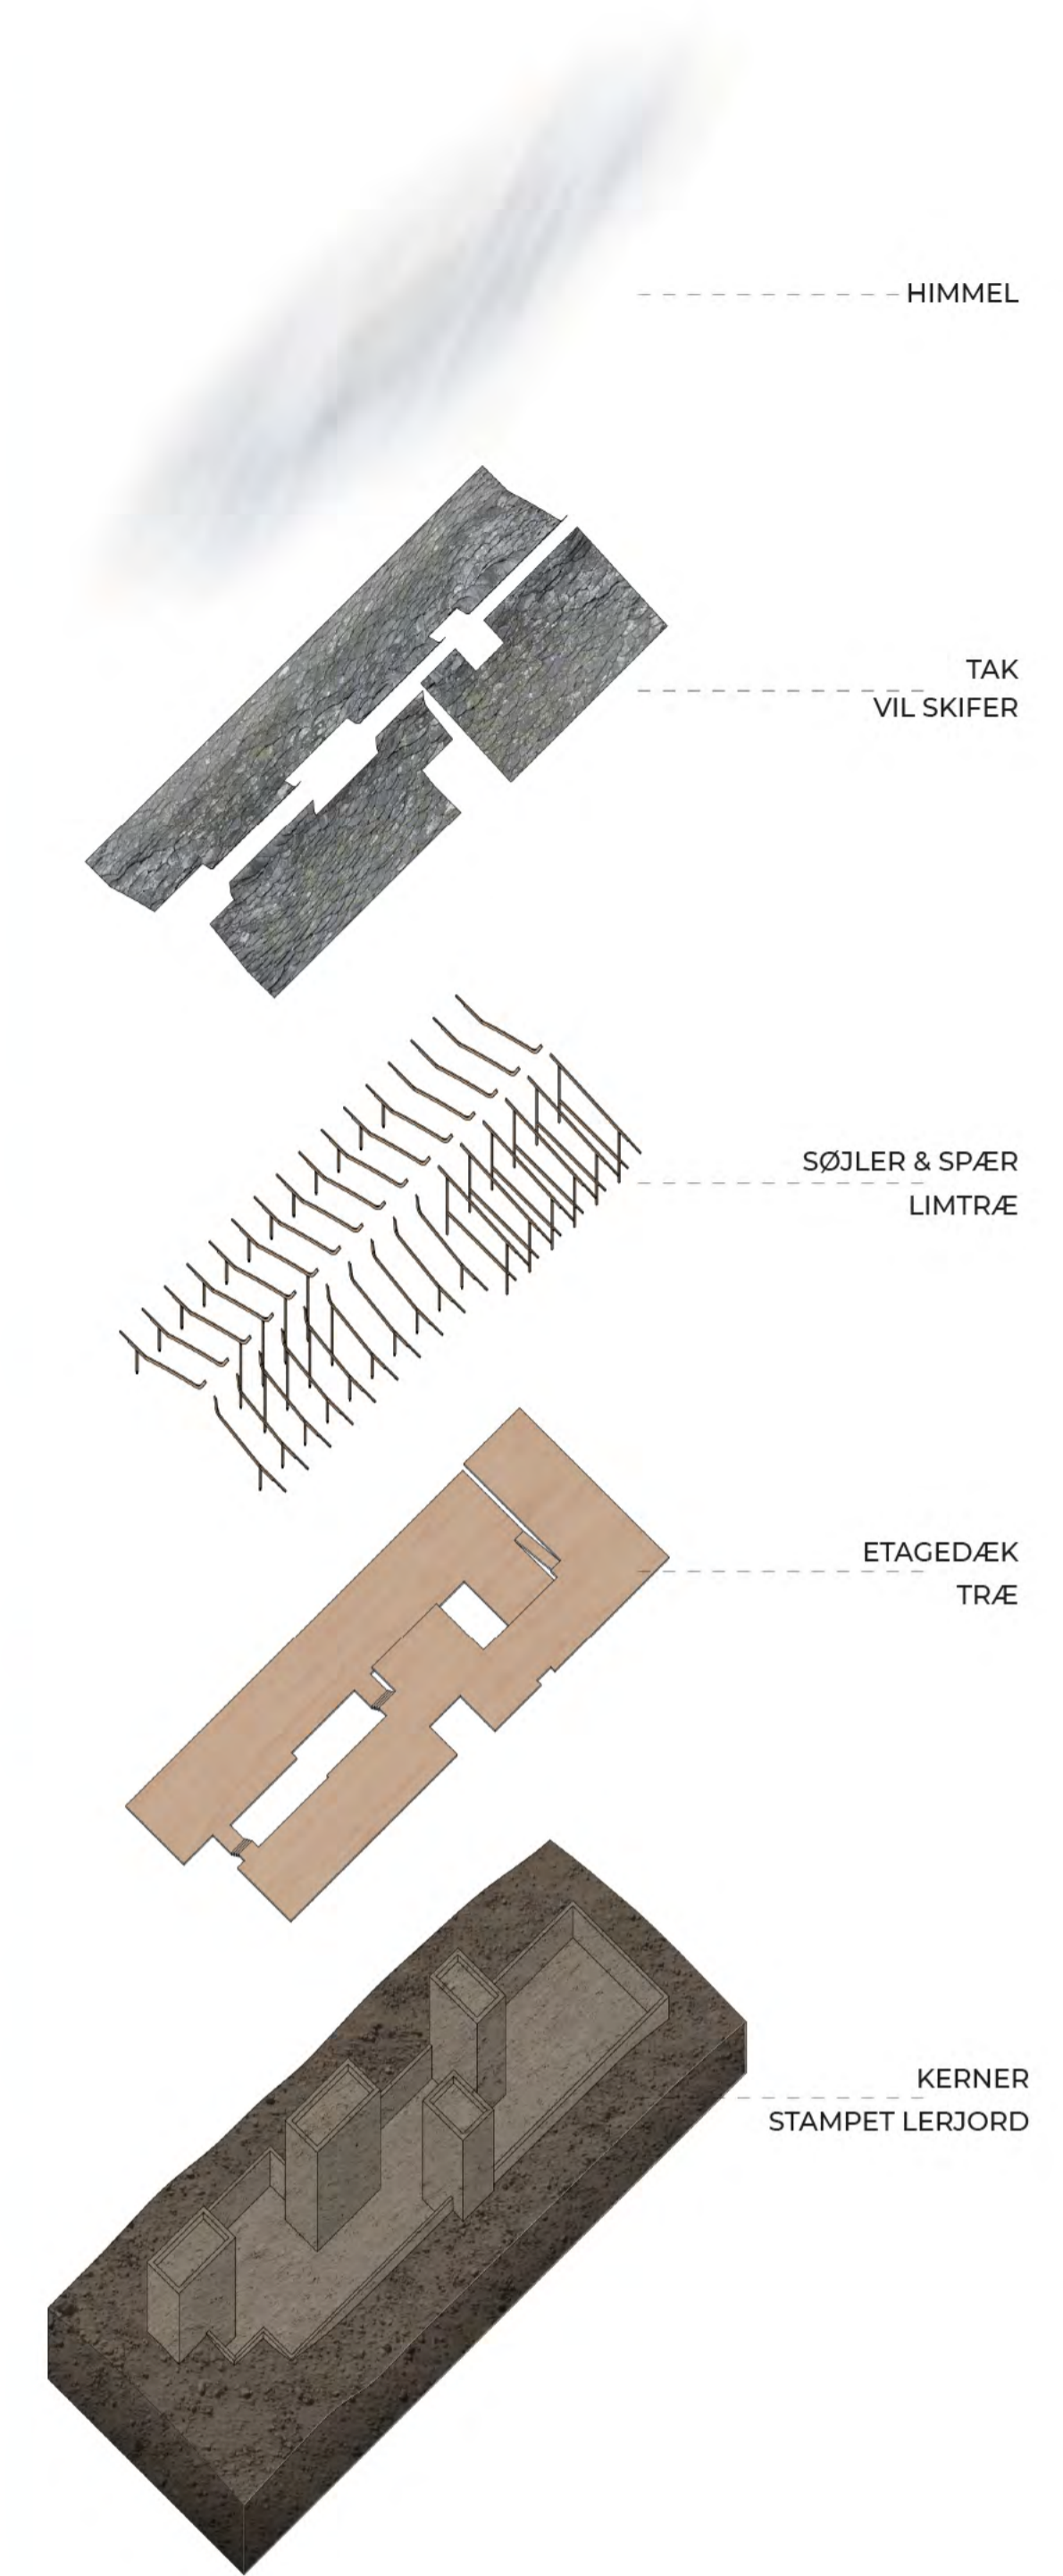 HIMMEL
TAK
VIL SKIFER
SØJLER & SPÆR
LIMTRÆ
ETAGEDÆK
TRÆ
KERNER
STAMPET LERJORD